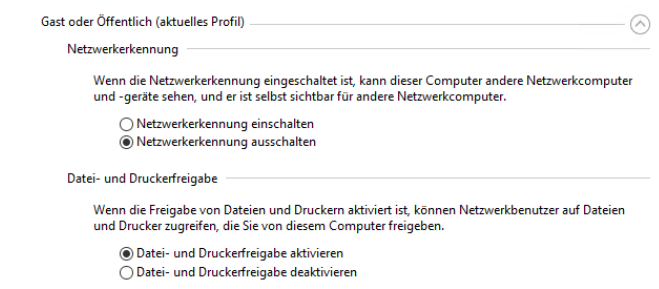 Gast oder Öffentlich (aktuelles Profil)
Netzwerkerkennung
Wenn die Netzwerkerkennung eingeschaltet ist, kann dieser Computer andere Netzwerkcomputer
und -geräte sehen, und er ist selbst sichtbar für andere Netzwerkcomputer.
Netzwerkerkennung einschalten
Netzwerkerkennung ausschalten
Datei- und Druckerfreigabe
Wenn die Freigabe von Dateien und Druckern aktiviert ist, können Netzwerkbenutzer auf Dateien
und Drucker zugreifen, die Sie von diesem Computer freigeben.
Datei- und Druckerfreigabe aktivieren
Datei- und Druckerfreigabe deaktivieren